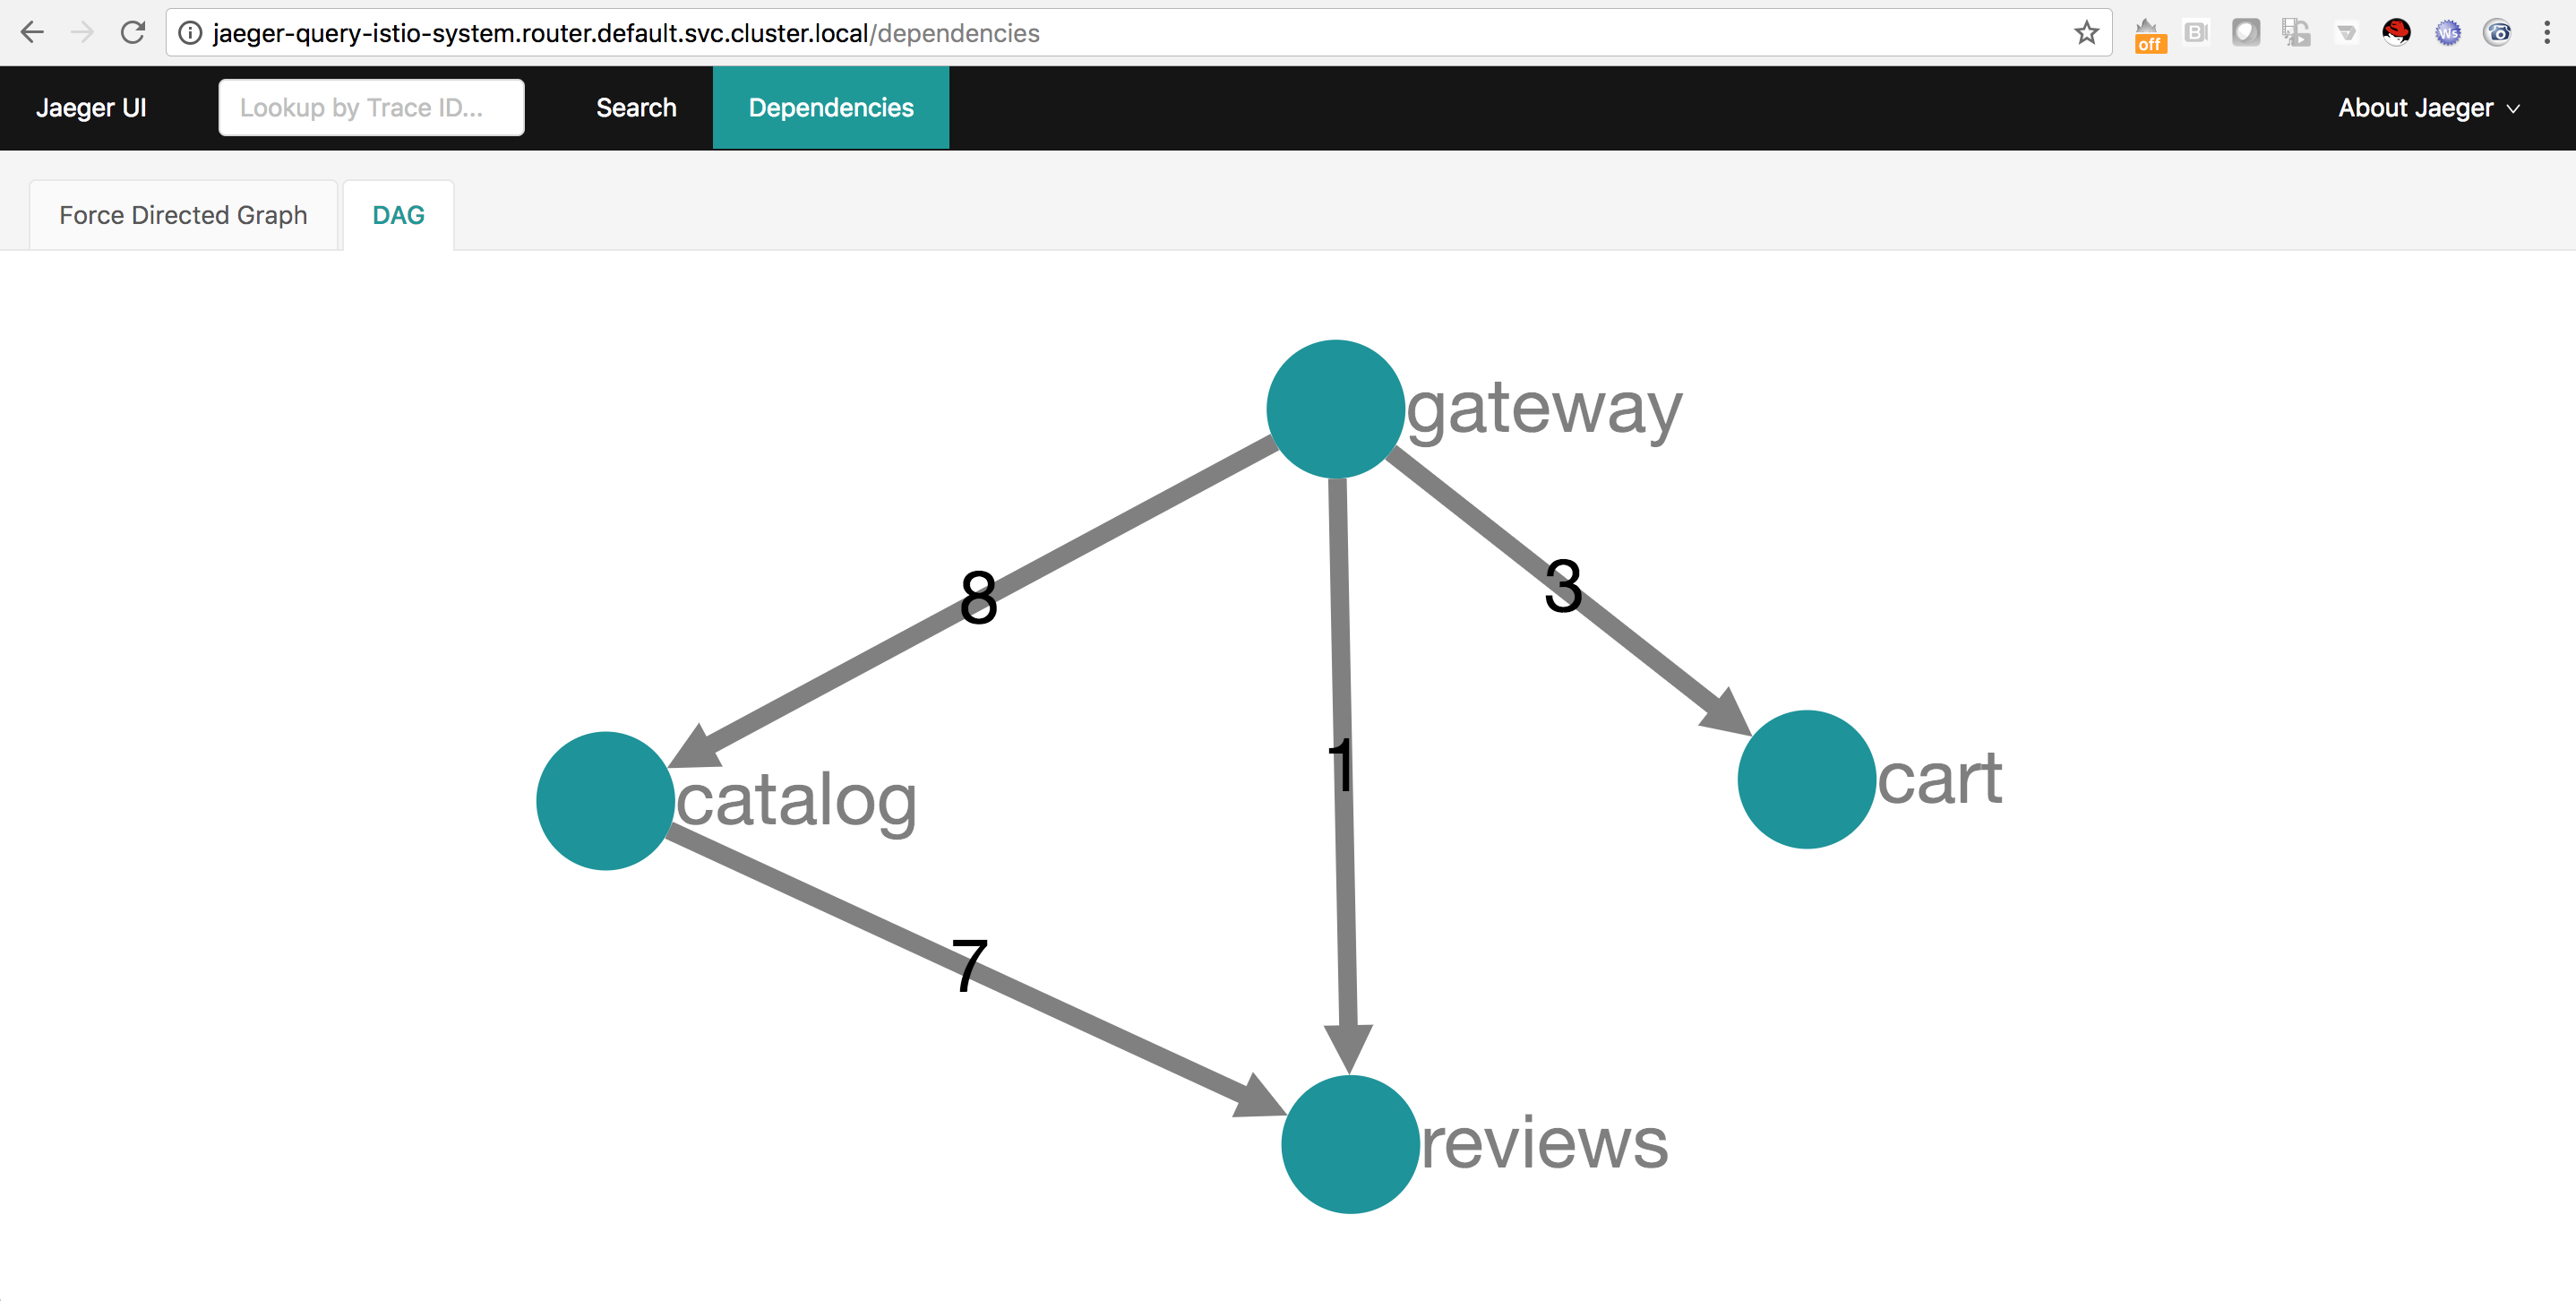 jaeger-query-istio-system.router.default.svc.cluster.local/dependencies
off
B
Ws
Jaeger UI
Lookup by Trace ID...
Search
Dependencies
About Jaeger
Force Directed Graph
DAG
gateway
8
3
1
catalog
cart
7
reviews